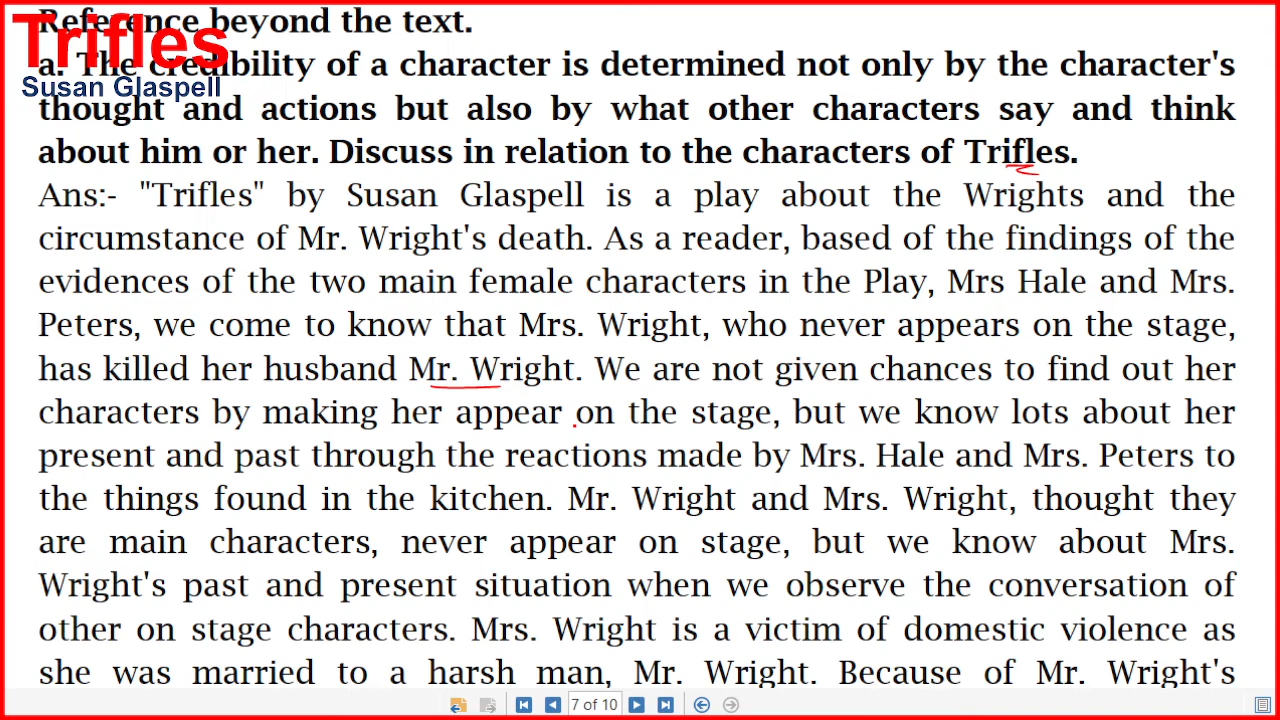 Reference beyond the text.
Trifles
Susan Glaspell
a. The credibility of a character is determined not only by the character's
thought and actions but also by what other characters say and think
about him or her. Discuss in relation to the characters of Trifles.
Ans:- "Trifles" by Susan Glaspell is a play about the Wrights and the
circumstance of Mr. Wright's death. As a reader, based of the findings of the
evidences of the two main female characters in the Play, Mrs Hale and Mrs.
Peters, we come to know that Mrs. Wright, who never appears on the stage,
has killed her husband Mr. Wright. We are not given chances to find out her
characters by making her appear on the stage, but we know lots about her
present and past through the reactions made by Mrs. Hale and Mrs. Peters to
the things found in the kitchen. Mr. Wright and Mrs. Wright, thought they
are main characters, never appear on stage, but we know about Mrs.
Wright's past and present situation when we observe the conversation of
other on stage characters. Mrs. Wright is a victim of domestic violence as
she was married to a harsh man, Mr. Wright. Because of Mr. Wright's
7 of 10